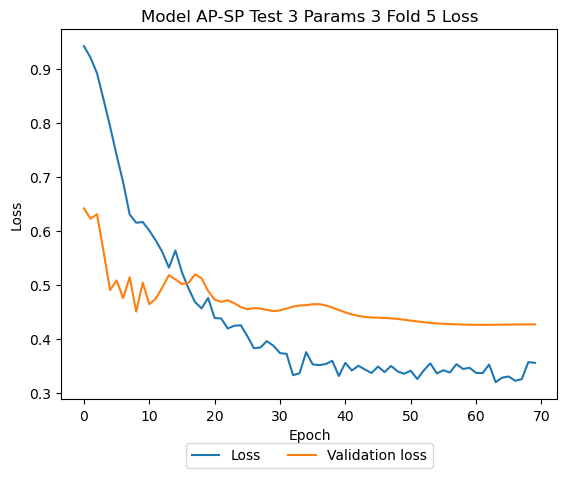 Model AP-SP Test 3 Params 3 Fold 5 Loss
Loss
0.9
0.8
0.7
0.6
0.5
0.4
0.3
0 10 20 30 40 50 60 70
Epoch
Loss Validation loss